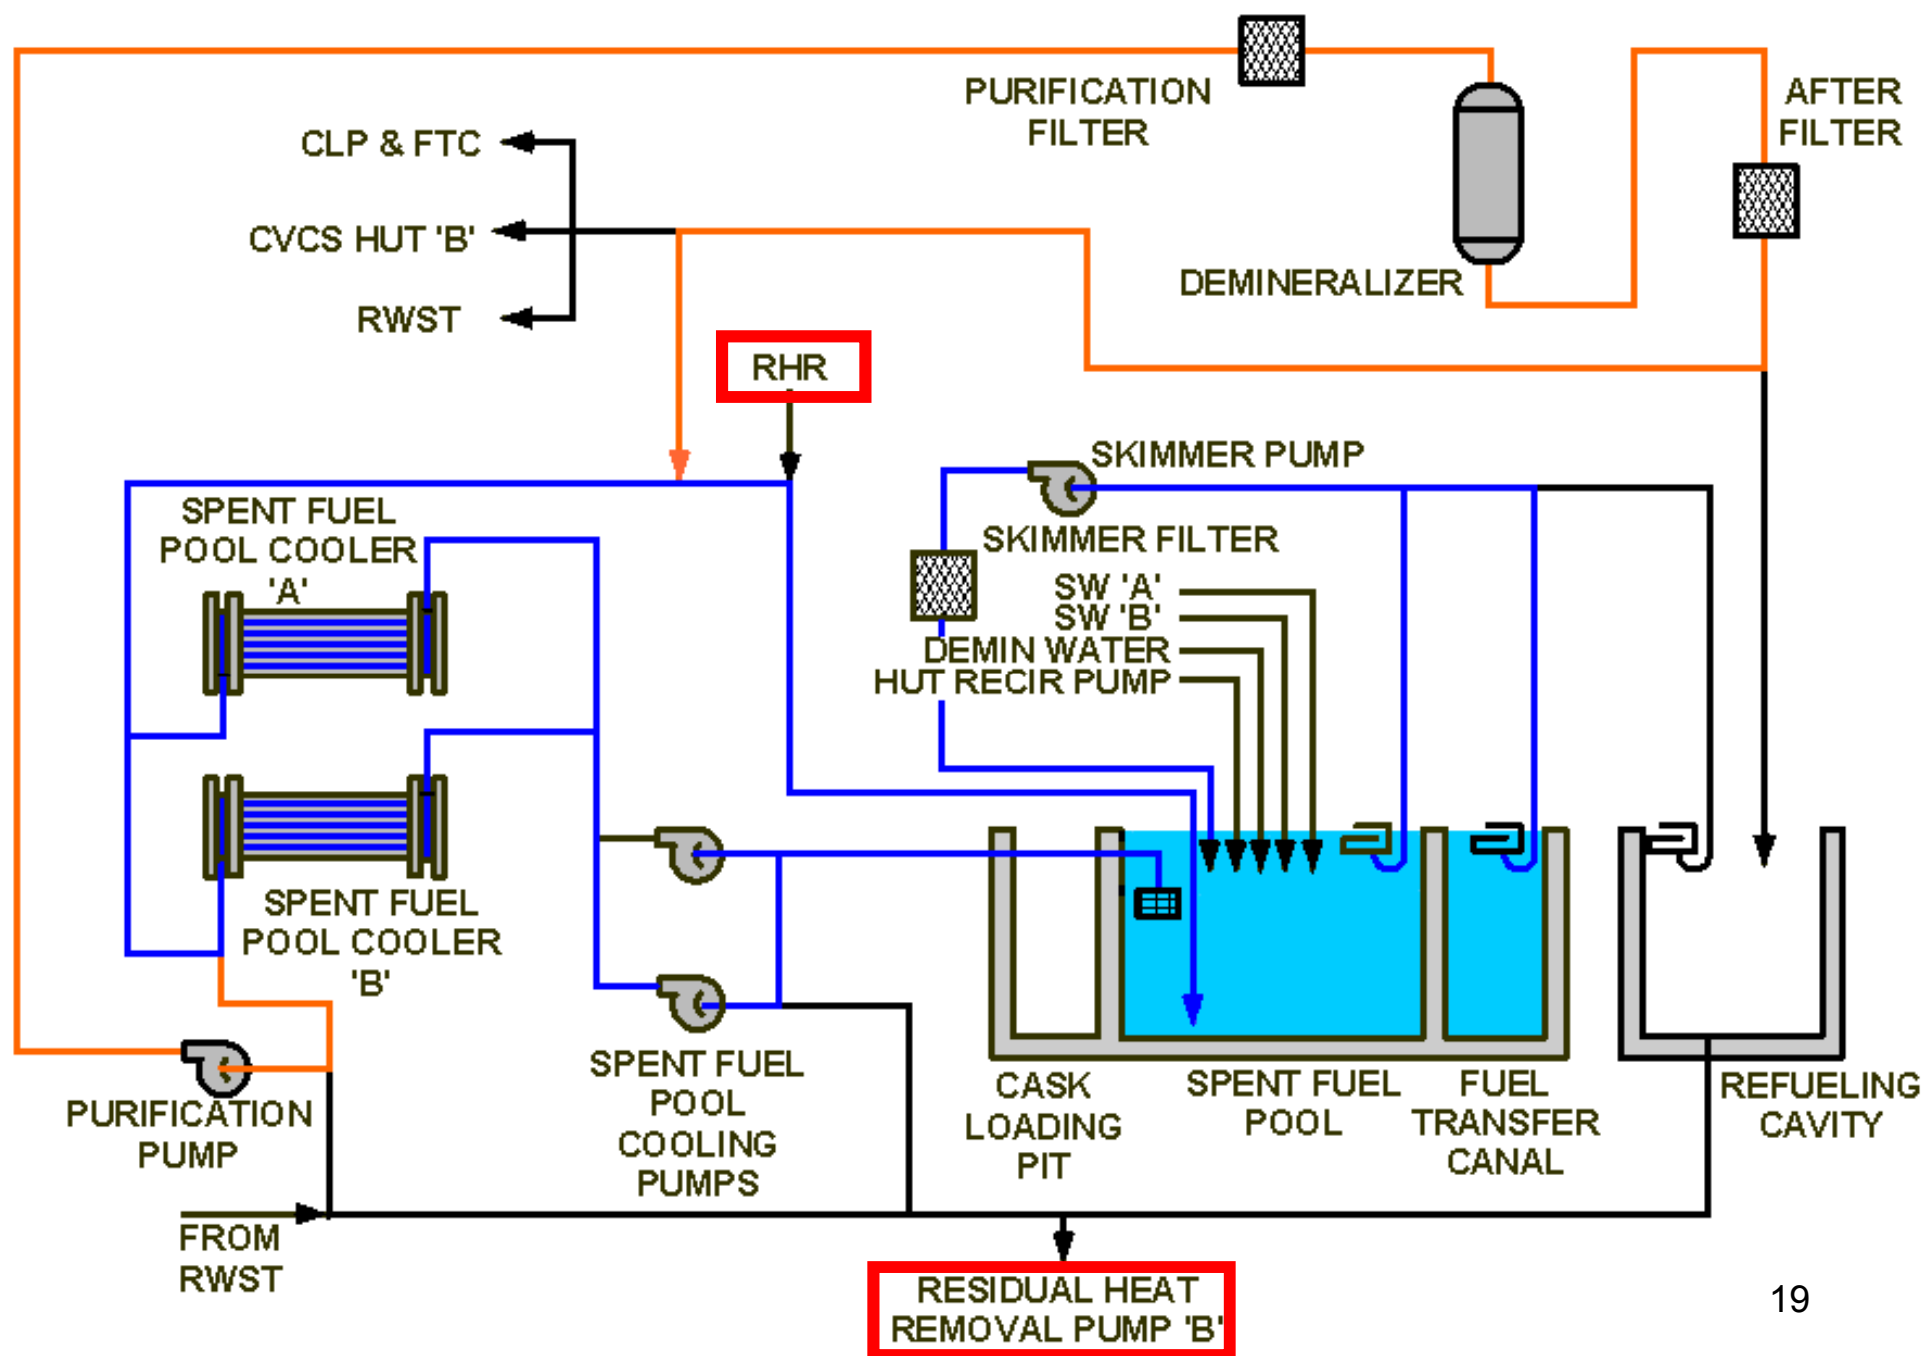 PURIFICATION
FILTER
AFTER
FILTER
CLP & FTC
CVCS HUT 'B'
RWST
DEMINERALIZER
RHR
SKIMMER PUMP
SPENT FUEL
POOL COOLER
'A'
SKIMMER FILTER
SW 'A'
SW 'B'
DEMIN WATER
HUT RECIR PUMP
SPENT FUEL
POOL COOLER
'B'
PURIFICATION
PUMP
SPENT FUEL
POOL
COOLING
PUMPS
CASK
LOADING
PIT
SPENT FUEL
POOL
FUEL
TRANSFER
CANAL
REFUELING
CAVITY
FROM
RWST
RESIDUAL HEAT
REMOVAL PUMP 'B'
19